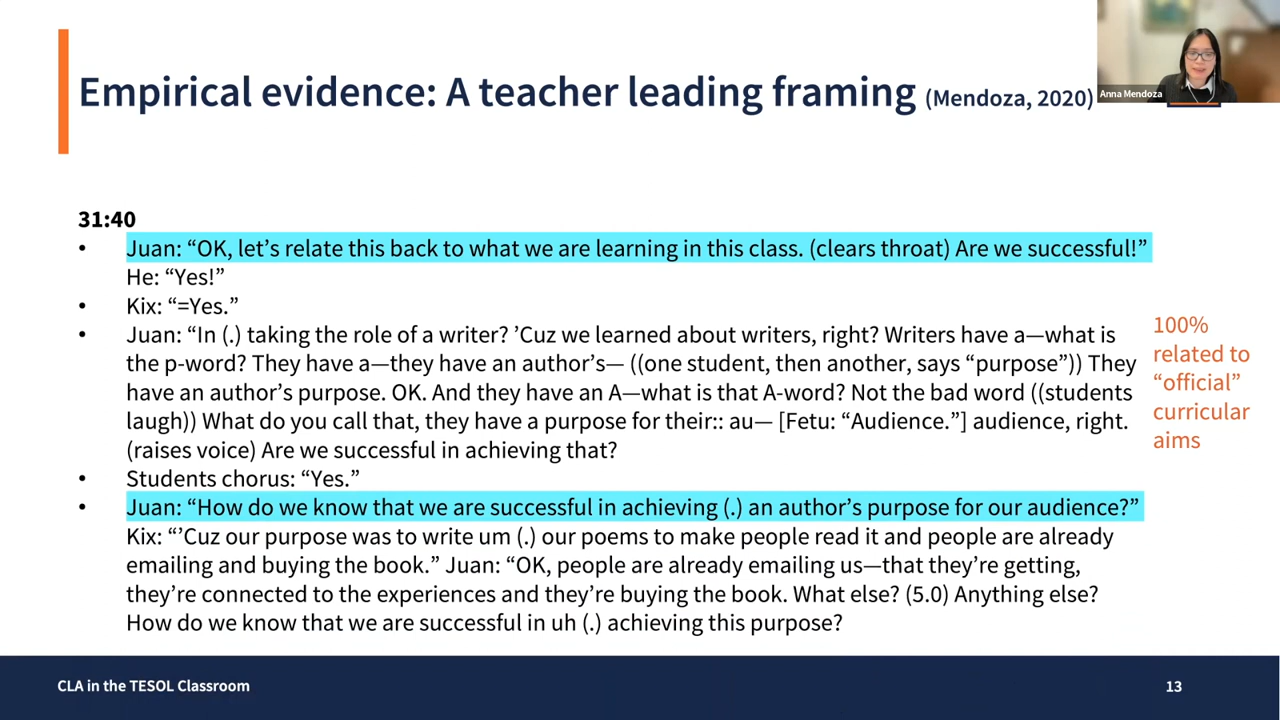 Empirical evidence: A teacher leading framing (Mendoza, 2020)
Anna Mendoza
31:40
• Juan: “OK, let’s relate this back to what we are learning in this class. (clears throat) Are we successful!”
He: “Yes!”
• Kix: “=Yes.”
• Juan: “In (.) taking the role of a writer? ’Cuz we learned about writers, right? Writers have a—what is
the p-word? They have a—they have an author’s— ((one student, then another, says “purpose”)) They
have an author’s purpose. OK. And they have an A—what is that A-word? Not the bad word ((students
laugh)) What do you call that, they have a purpose for their:: au— [Fetu: “Audience.”] audience, right.
(raises voice) Are we successful in achieving that?
• Students chorus: “Yes.”
• Juan: “How do we know that we are successful in achieving (.) an author’s purpose for our audience?”
Kix: “’Cuz our purpose was to write um (.) our poems to make people read it and people are already
emailing and buying the book.” Juan: “OK, people are already emailing us—that they’re getting,
they’re connected to the experiences and they’re buying the book. What else? (5.0) Anything else?
How do we know that we are successful in uh (.) achieving this purpose?
100%
related to
“official”
curricular
aims
CLA in the TESOL Classroom
13